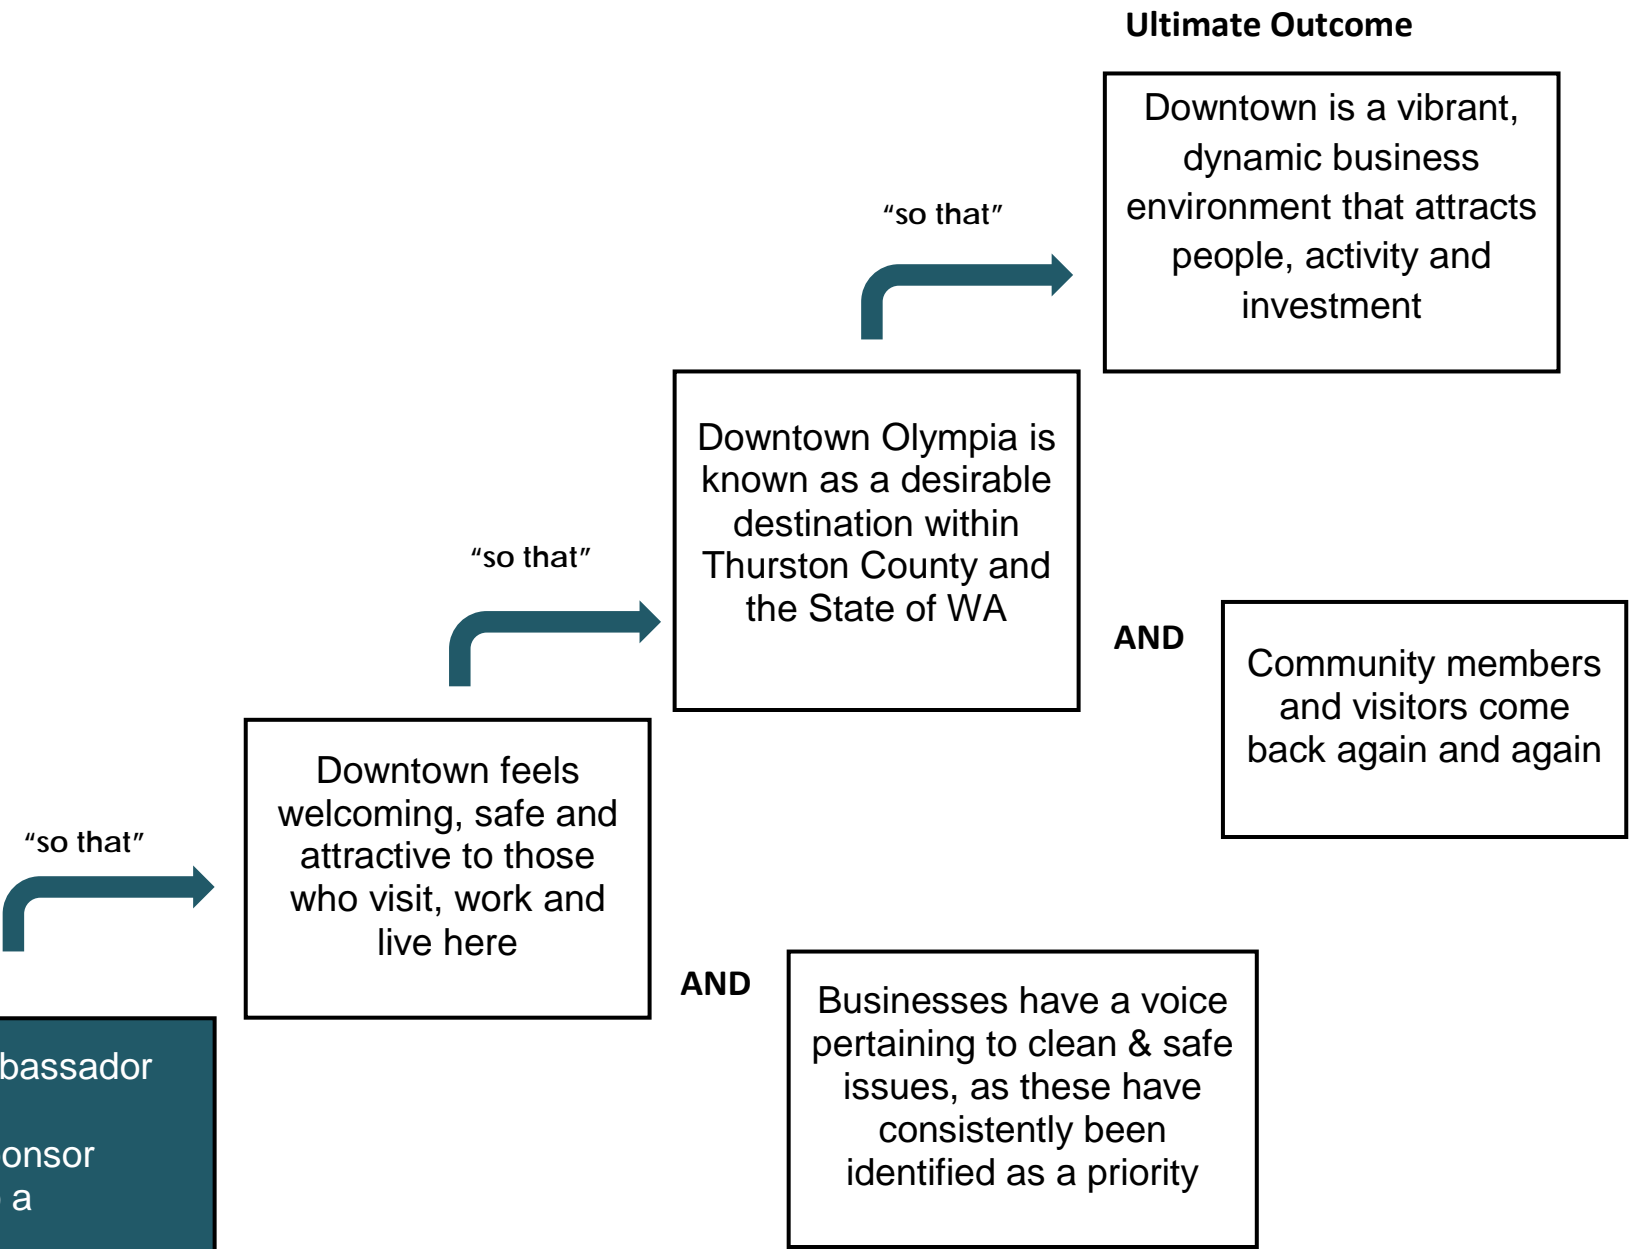 Ultimate Outcome
Downtown is a vibrant,
dynamic business
environment that attracts
people, activity and
investment
“so that”
Downtown Olympia is
known as a desirable
destination within
Thurston County and
the State of WA
“so that”
AND
Community members
and visitors come
back again and again
Downtown feels
welcoming, safe and
attractive to those
who visit, work and
live here
“so that”
AND
Businesses have a voice
pertaining to clean & safe
issues, as these have
consistently been
identified as a priority
bassador
onsor
a